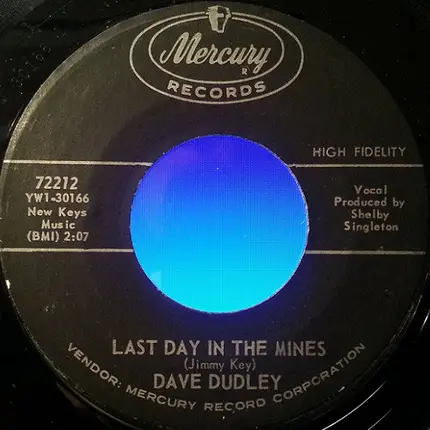 Mercury
R
RECORDS
HIGH FIDELITY
72212
YW1-30166
New Keys
Music
(BMI) 2:07
Vocal
Produced by
Shelby
Singleton
LAST DAY IN THE MINES
(Jimmy Key)
DAVE DUDLEY
VENDOR: MERCURY RECORD CORPORATION